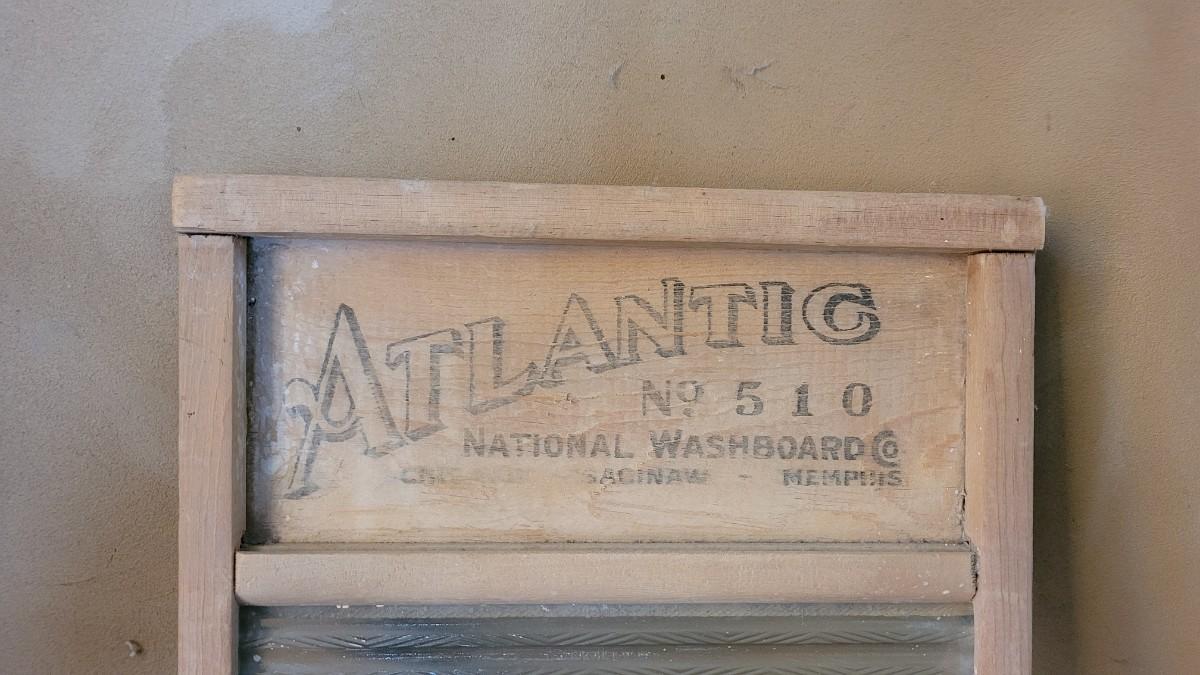 ATLANTIC
Nº 510
NATIONAL WASHBOARD Co
SAGINAW - MEMPHIS